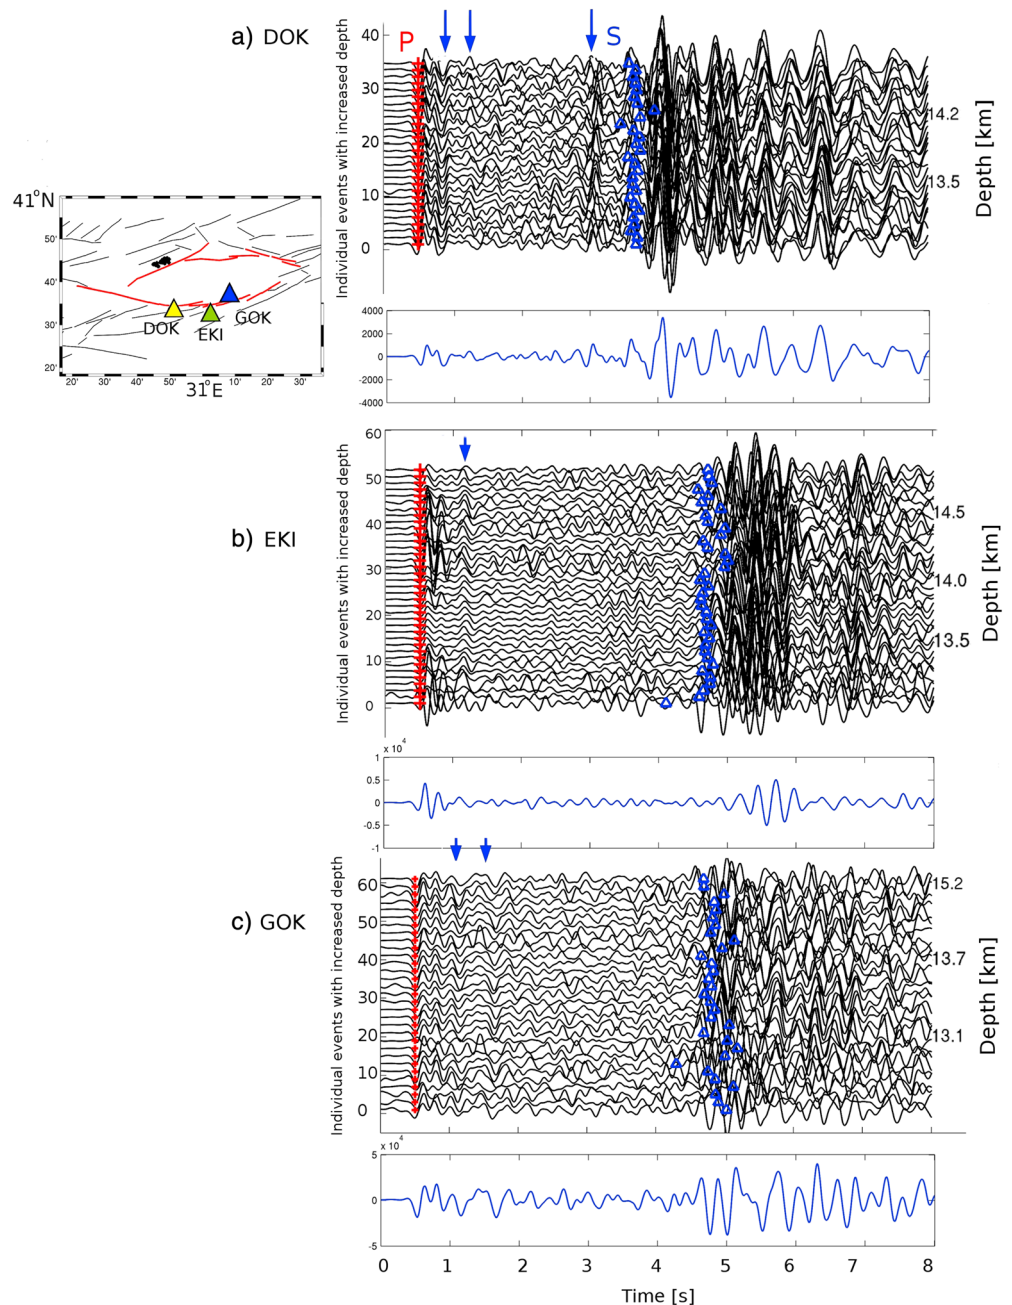 a) DOK
P
S
Individual events with increased depth
40
30
20
10
0
14.2
13.5
Depth [km]
41°N
50'
40'
30'
20'
DOK
EKI
GOK
20'
30'
40'
50'
31°E
10'
20'
30'
4000
2000
0
-2000
-4000
b) EKI
Individual events with increased depth
60
50
40
30
20
10
0
14.5
14.0
13.5
Depth [km]
x 10^4
1
0.5
0
-0.5
-1
c) GOK
Individual events with increased depth
60
50
40
30
20
10
0
15.2
13.7
13.1
Depth [km]
x 10^4
5
0
-5
0 1 2 3 4 5 6 7 8
Time [s]